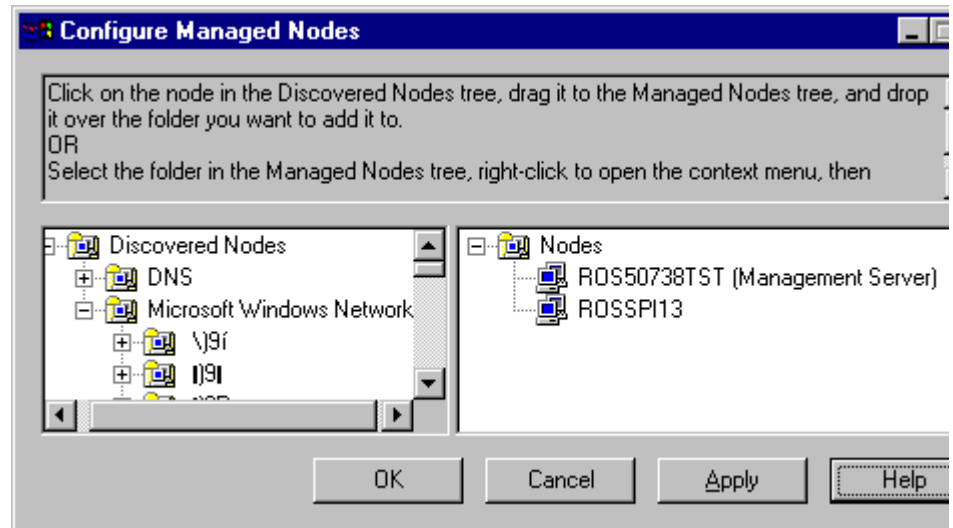 Configure Managed Nodes
Click on the node in the Discovered Nodes tree, drag it to the Managed Nodes tree, and drop
it over the folder you want to add it to.
OR
Select the folder in the Managed Nodes tree, right-click to open the context menu, then
Discovered Nodes
DNS
Microsoft Windows Network
\)9í
Nodes
ROS50738TST (Management Server)
ROSSPI13
OK
Cancel
Apply
Help